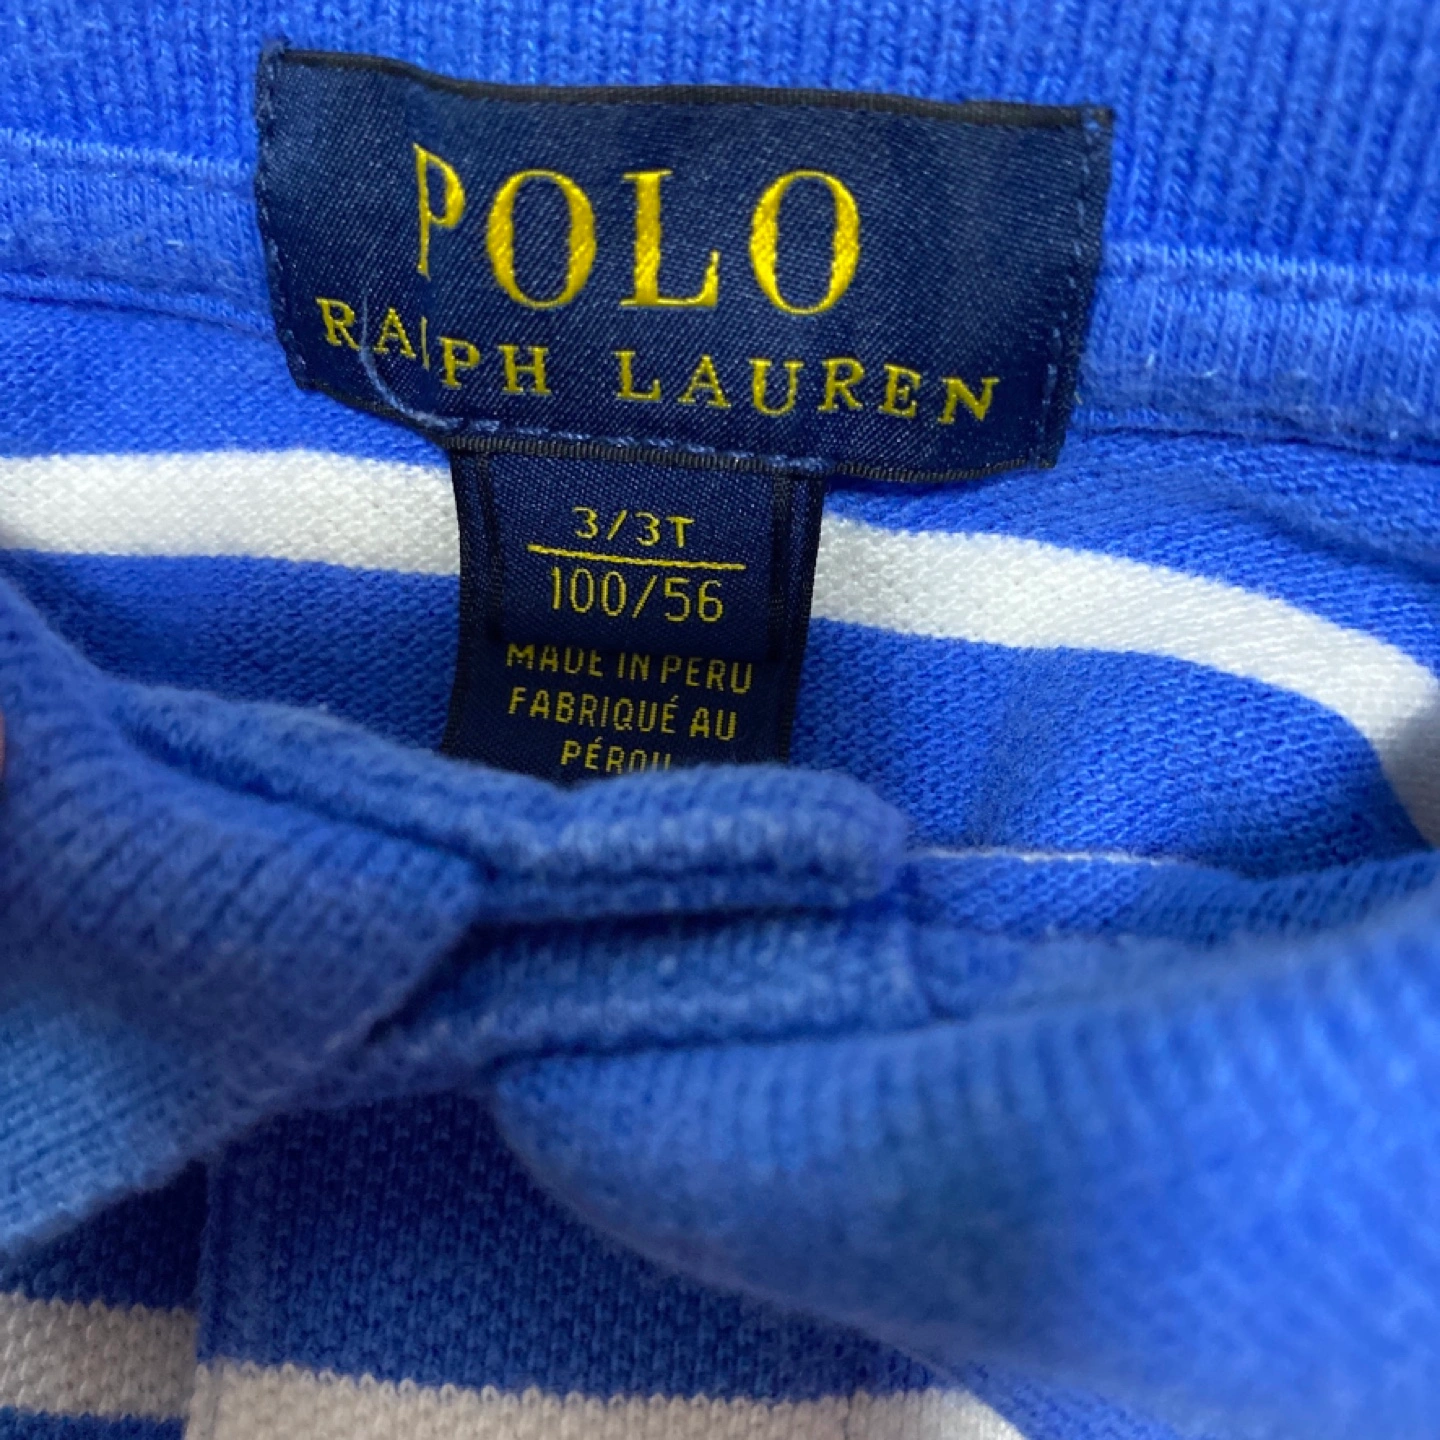 POLO
RALPH LAUREN
3/3T
100/56
MADE IN PERU
FABRIQUÉ AU
PÉROU